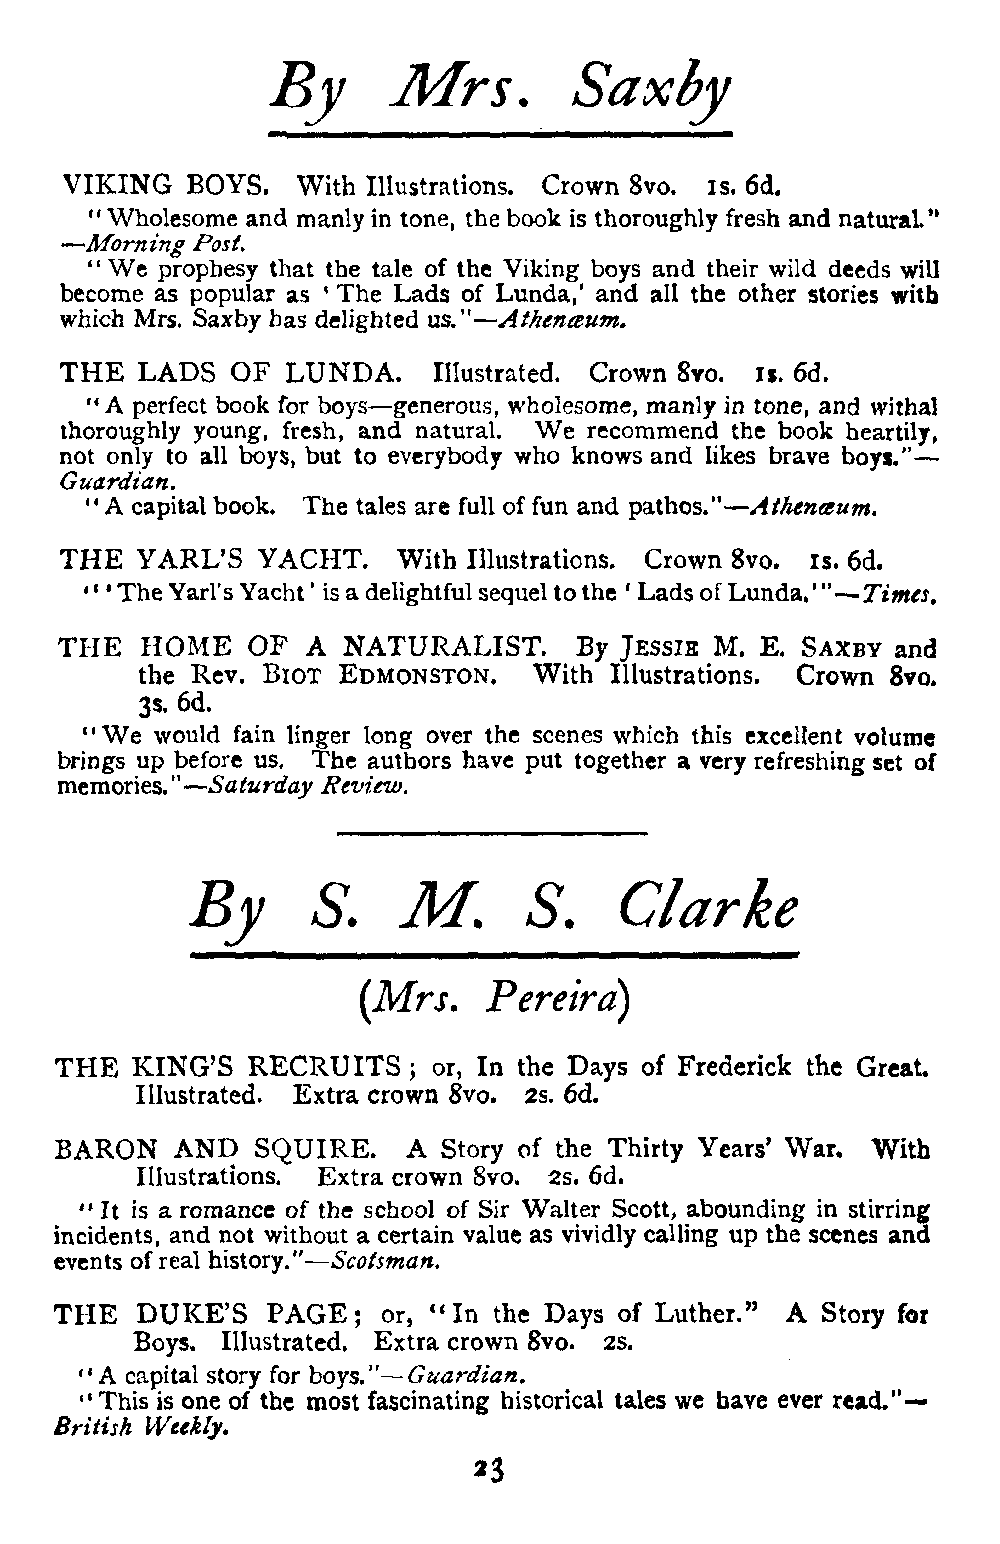 By Mrs. Saxby
VIKING BOYS. With Illustrations. Crown 8vo. 1s. 6d.
"Wholesome and manly in tone, the book is thoroughly fresh and natural."
—Morning Post.
"We prophesy that the tale of the Viking boys and their wild deeds will
become as popular as 'The Lads of Lunda,' and all the other stories with
which Mrs. Saxby has delighted us."—Athenæum.
THE LADS OF LUNDA. Illustrated. Crown 8vo. 1s. 6d.
"A perfect book for boys—generous, wholesome, manly in tone, and withal
thoroughly young, fresh, and natural. We recommend the book heartily,
not only to all boys, but to everybody who knows and likes brave boys."—
Guardian.
"A capital book. The tales are full of fun and pathos."—Athenæum.
THE YARL'S YACHT. With Illustrations. Crown 8vo. 1s. 6d.
"'The Yarl's Yacht' is a delightful sequel to the 'Lads of Lunda.'"—Times.
THE HOME OF A NATURALIST. By JESSIE M. E. SAXBY and
the Rev. BIOT EDMONSTON. With Illustrations. Crown 8vo.
3s. 6d.
"We would fain linger long over the scenes which this excellent volume
brings up before us. The authors have put together a very refreshing set of
memories."—Saturday Review.
By S. M. S. Clarke
(Mrs. Pereira)
THE KING'S RECRUITS; or, In the Days of Frederick the Great.
Illustrated. Extra crown 8vo. 2s. 6d.
BARON AND SQUIRE. A Story of the Thirty Years' War. With
Illustrations. Extra crown 8vo. 2s. 6d.
"It is a romance of the school of Sir Walter Scott, abounding in stirring
incidents, and not without a certain value as vividly calling up the scenes and
events of real history."—Scotsman.
THE DUKE'S PAGE; or, "In the Days of Luther." A Story for
Boys. Illustrated. Extra crown 8vo. 2s.
"A capital story for boys."—Guardian.
"This is one of the most fascinating historical tales we have ever read."—
British Weekly.
23